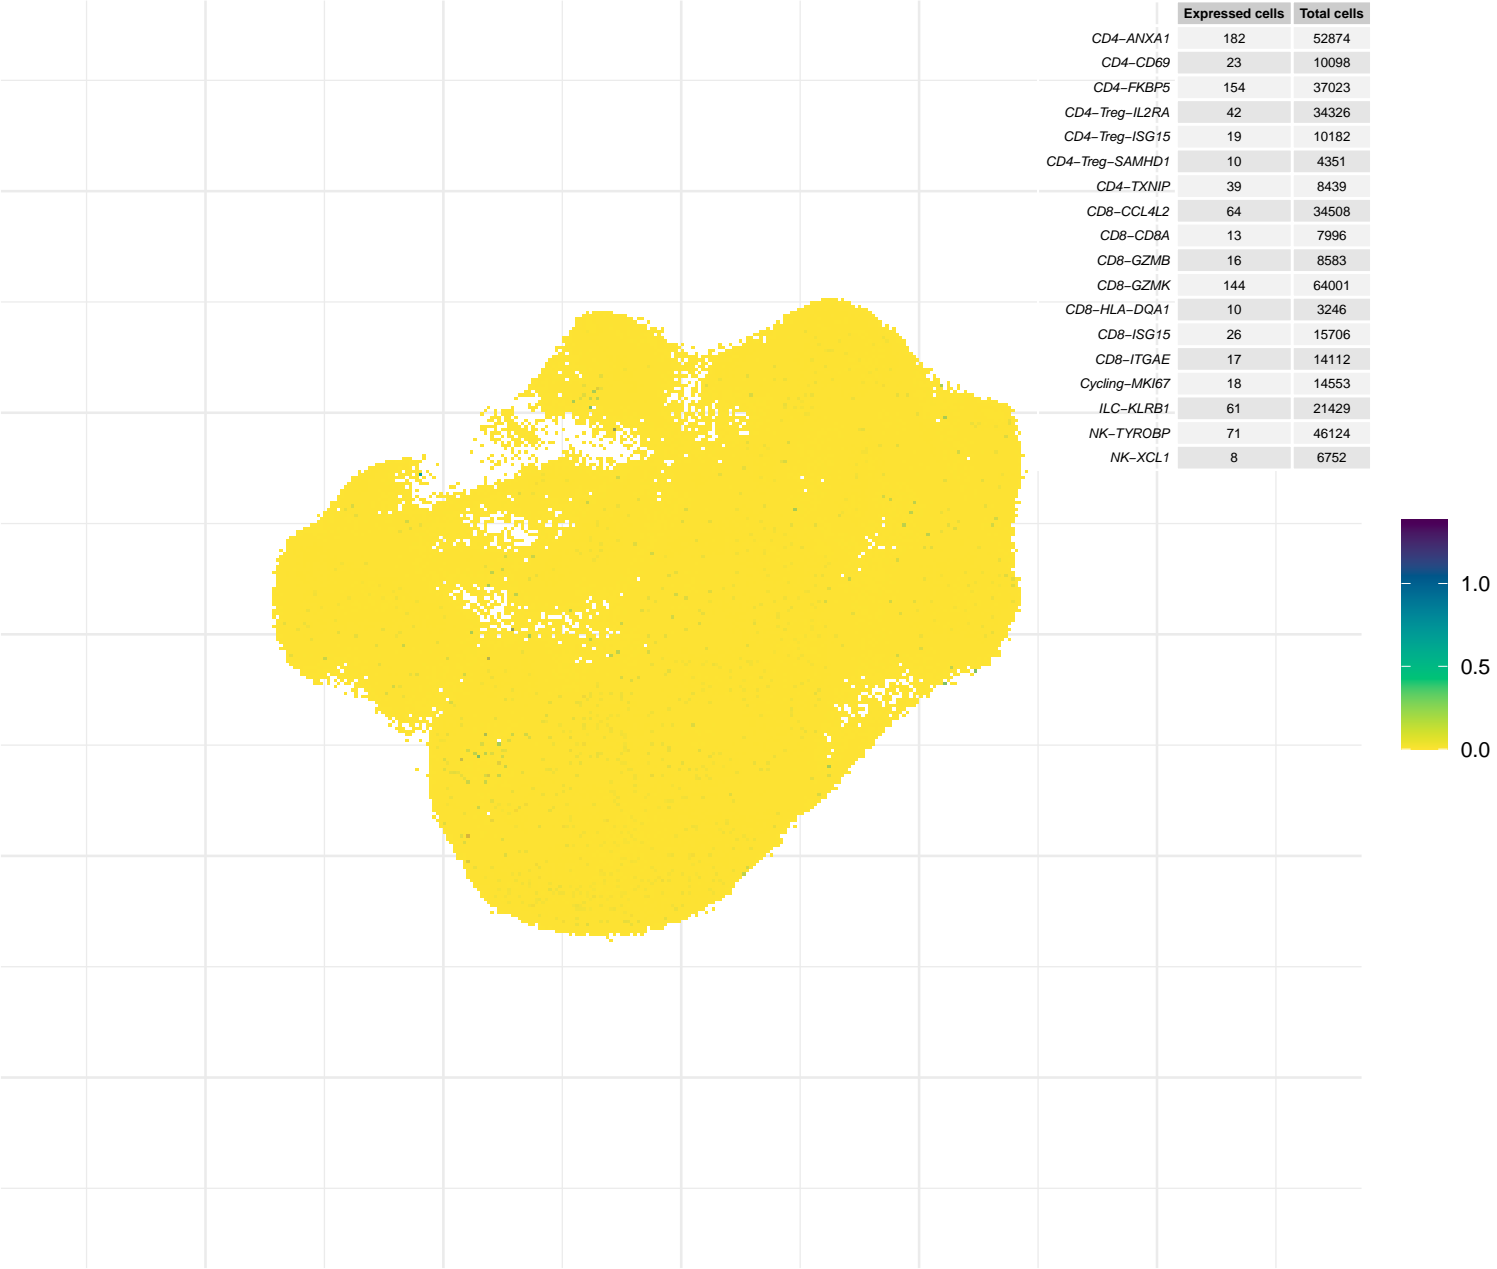 Expressed cells Total cells
CD4−ANXA1 182 52874
CD4−CD69 23 10098
CD4−FKBP5 154 37023
CD4−Treg−IL2RA 42 34326
CD4−Treg−ISG15 19 10182
CD4−Treg−SAMHD1 10 4351
CD4−TXNIP 39 8439
CD8−CCL4L2 64 34508
CD8−CD8A 13 7996
CD8−GZMB 16 8583
CD8−GZMK 144 64001
CD8−HLA−DQA1 10 3246
CD8−ISG15 26 15706
CD8−ITGAE 17 14112
Cycling−MKI67 18 14553
ILC−KLRB1 61 21429
NK−TYROBP 71 46124
NK−XCL1 8 6752
1.0
0.5
0.0